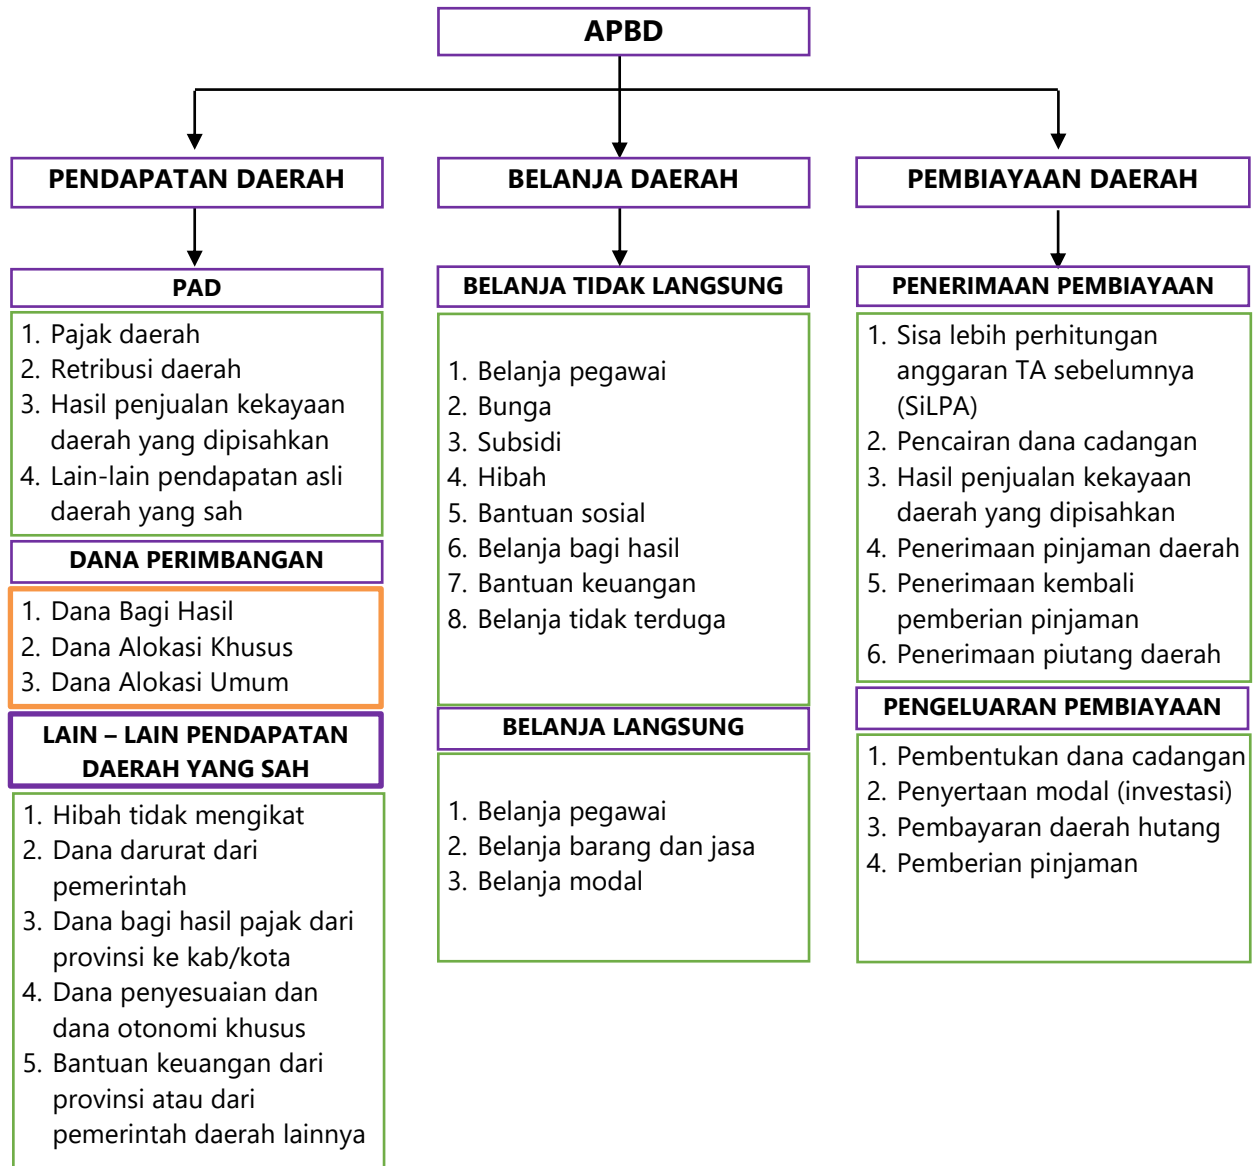 APBD
PENDAPATAN DAERAH
PAD
1. Pajak daerah
2. Retribusi daerah
3. Hasil penjualan kekayaan
daerah yang dipisahkan
4. Lain-lain pendapatan asli
daerah yang sah
DANA PERIMBANGAN
1. Dana Bagi Hasil
2. Dana Alokasi Khusus
3. Dana Alokasi Umum
LAIN – LAIN PENDAPATAN
DAERAH YANG SAH
1. Hibah tidak mengikat
2. Dana darurat dari
pemerintah
3. Dana bagi hasil pajak dari
provinsi ke kab/kota
4. Dana penyesuaian dan
dana otonomi khusus
5. Bantuan keuangan dari
provinsi atau dari
pemerintah daerah lainnya
BELANJA DAERAH
BELANJA TIDAK LANGSUNG
1. Belanja pegawai
2. Bunga
3. Subsidi
4. Hibah
5. Bantuan sosial
6. Belanja bagi hasil
7. Bantuan keuangan
8. Belanja tidak terduga
BELANJA LANGSUNG
1. Belanja pegawai
2. Belanja barang dan jasa
3. Belanja modal
PEMBIAYAAN DAERAH
PENERIMAAN PEMBIAYAAN
1. Sisa lebih perhitungan
anggaran TA sebelumnya
(SiLPA)
2. Pencairan dana cadangan
3. Hasil penjualan kekayaan
daerah yang dipisahkan
4. Penerimaan pinjaman daerah
5. Penerimaan kembali
pemberian pinjaman
6. Penerimaan piutang daerah
PENGELUARAN PEMBIAYAAN
1. Pembentukan dana cadangan
2. Penyertaan modal (investasi)
3. Pembayaran daerah hutang
4. Pemberian pinjaman